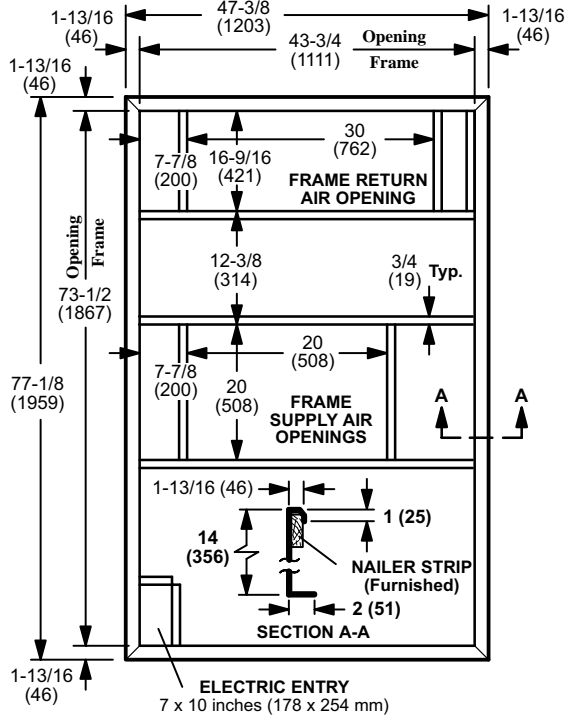 47-3/8
(1203)
1-13/16
(46)
1-13/16
(46)
43-3/4
(1111)
Opening
Frame
1-13/16
(46)
30
(762)
7-7/8
(200)
16-9/16
(421)
FRAME RETURN
AIR OPENING
Opening
Frame
12-3/8
(314)
3/4
(19)
Typ.
73-1/2
(1867)
20
(508)
7-7/8
(200)
20
(508)
77-1/8
(1959)
FRAME
SUPPLY AIR
OPENINGS
A
A
1-13/16 (46)
1 (25)
14
(356)
NAILER STRIP
(Furnished)
2 (51)
SECTION A-A
1-13/16
(46)
ELECTRIC ENTRY
7 x 10 inches (178 x 254 mm)